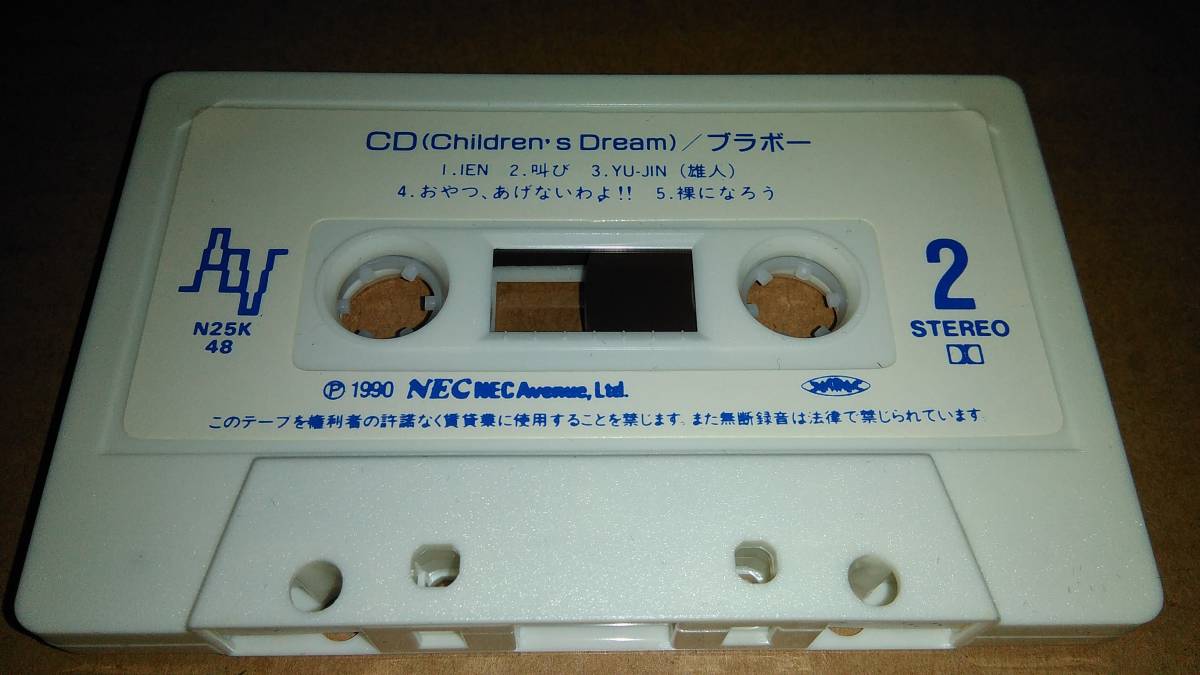 CD(Children's Dream)/ブラボー
1.IEN 2.叫び 3.YU-JIN(雄人)
4.おやつ、あげないわよ!! 5.裸になろう
AV
N25K
48
2
STEREO
Ⓟ 1990 NEC NEC Avenue, Ltd.
このテープを権利者の許諾なく賃貸業に使用することを禁じます。また無断録音は法律で禁じられています。